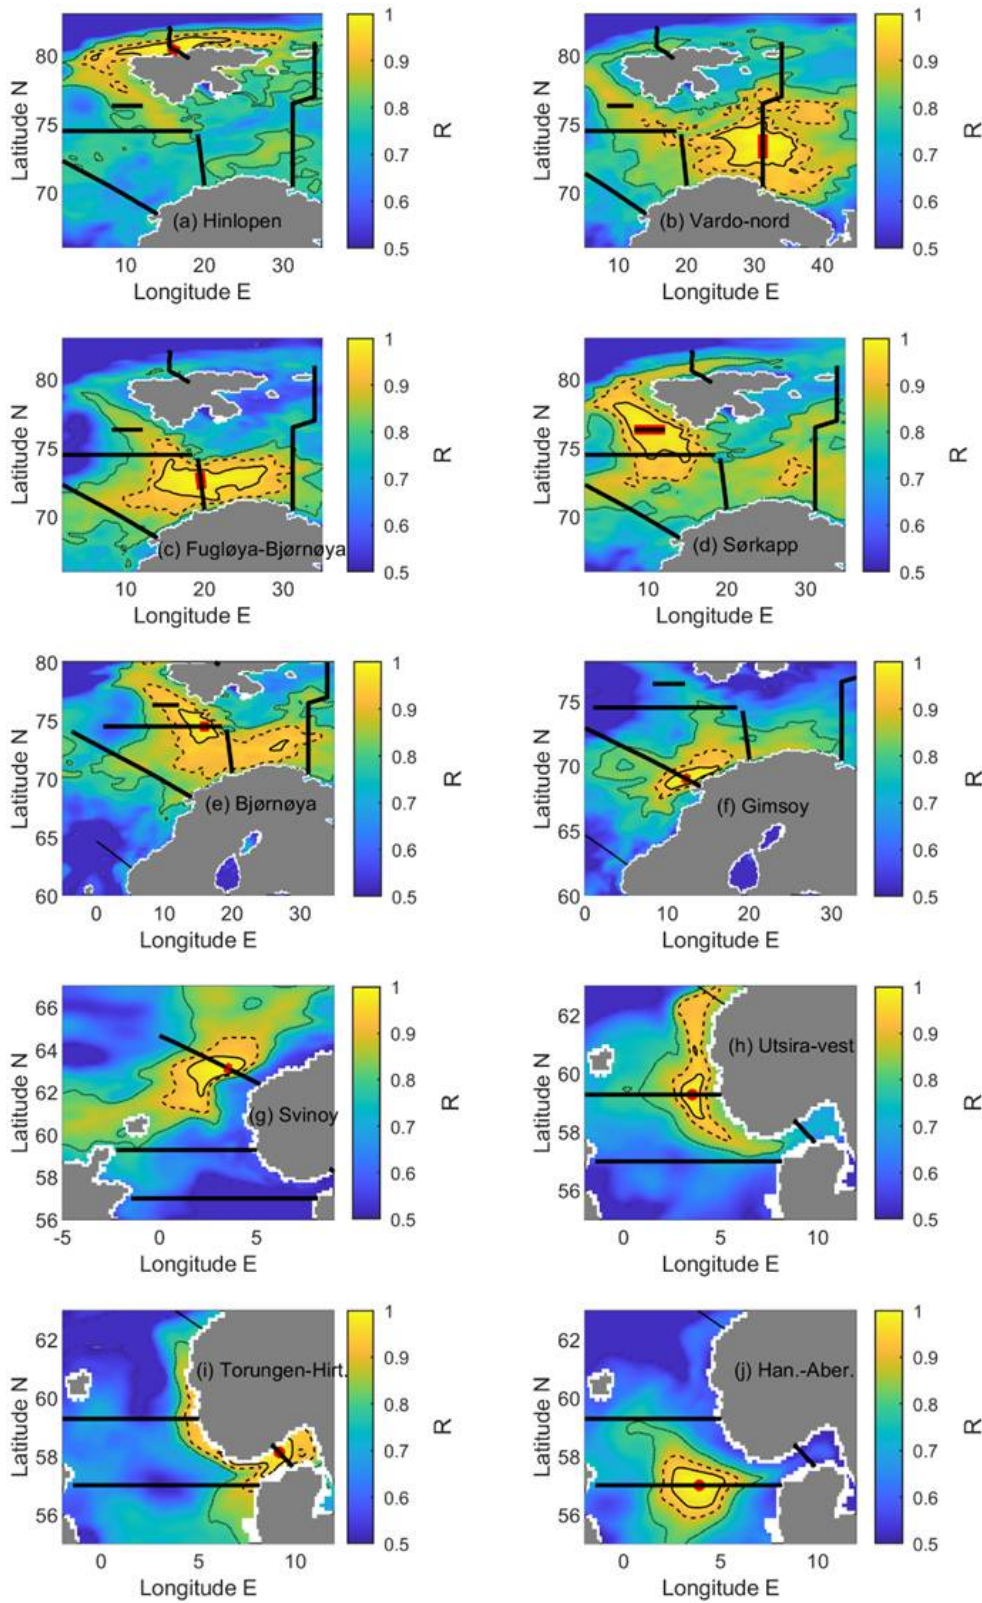 Latitude N
80
75
70
(a) Hinlopen
10 20 30
Longitude E
1
0.9
0.8
0.7
0.6
0.5
R
Latitude N
80
75
70
(b) Vardo-nord
10 20 30 40
Longitude E
1
0.9
0.8
0.7
0.6
0.5
R
Latitude N
80
75
70
(c) Fugløya-Bjørnøya
10 20 30
Longitude E
1
0.9
0.8
0.7
0.6
0.5
R
Latitude N
80
75
70
(d) Sørkapp
10 20 30
Longitude E
1
0.9
0.8
0.7
0.6
0.5
R
Latitude N
80
75
70
65
60
(e) Bjørnøya
0 10 20 30
Longitude E
1
0.9
0.8
0.7
0.6
0.5
R
Latitude N
75
70
65
60
(f) Gimsoy
0 10 20 30
Longitude E
1
0.9
0.8
0.7
0.6
0.5
R
Latitude N
66
64
62
60
58
56
(g) Svinoy
-5 0 5
Longitude E
1
0.9
0.8
0.7
0.6
0.5
R
Latitude N
62
60
58
56
(h) Utsira-vest
0 5 10
Longitude E
1
0.9
0.8
0.7
0.6
0.5
R
Latitude N
62
60
58
56
(i) Torungen-Hirt.
0 5 10
Longitude E
1
0.9
0.8
0.7
0.6
0.5
R
Latitude N
62
60
58
56
(j) Han.-Aber.
0 5 10
Longitude E
1
0.9
0.8
0.7
0.6
0.5
R